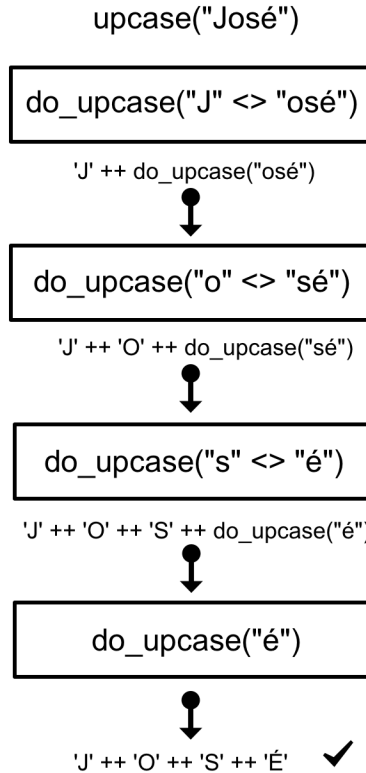 upcase("José")
do_upcase("J" <> "osé")
'J' ++ do_upcase("osé")
do_upcase("o" <> "sé")
'J' ++ 'O' ++ do_upcase("sé")
do_upcase("s" <> "é")
'J' ++ 'O' ++ 'S' ++ do_upcase("é")
do_upcase("é")
'J' ++ 'O' ++ 'S' ++ 'É'